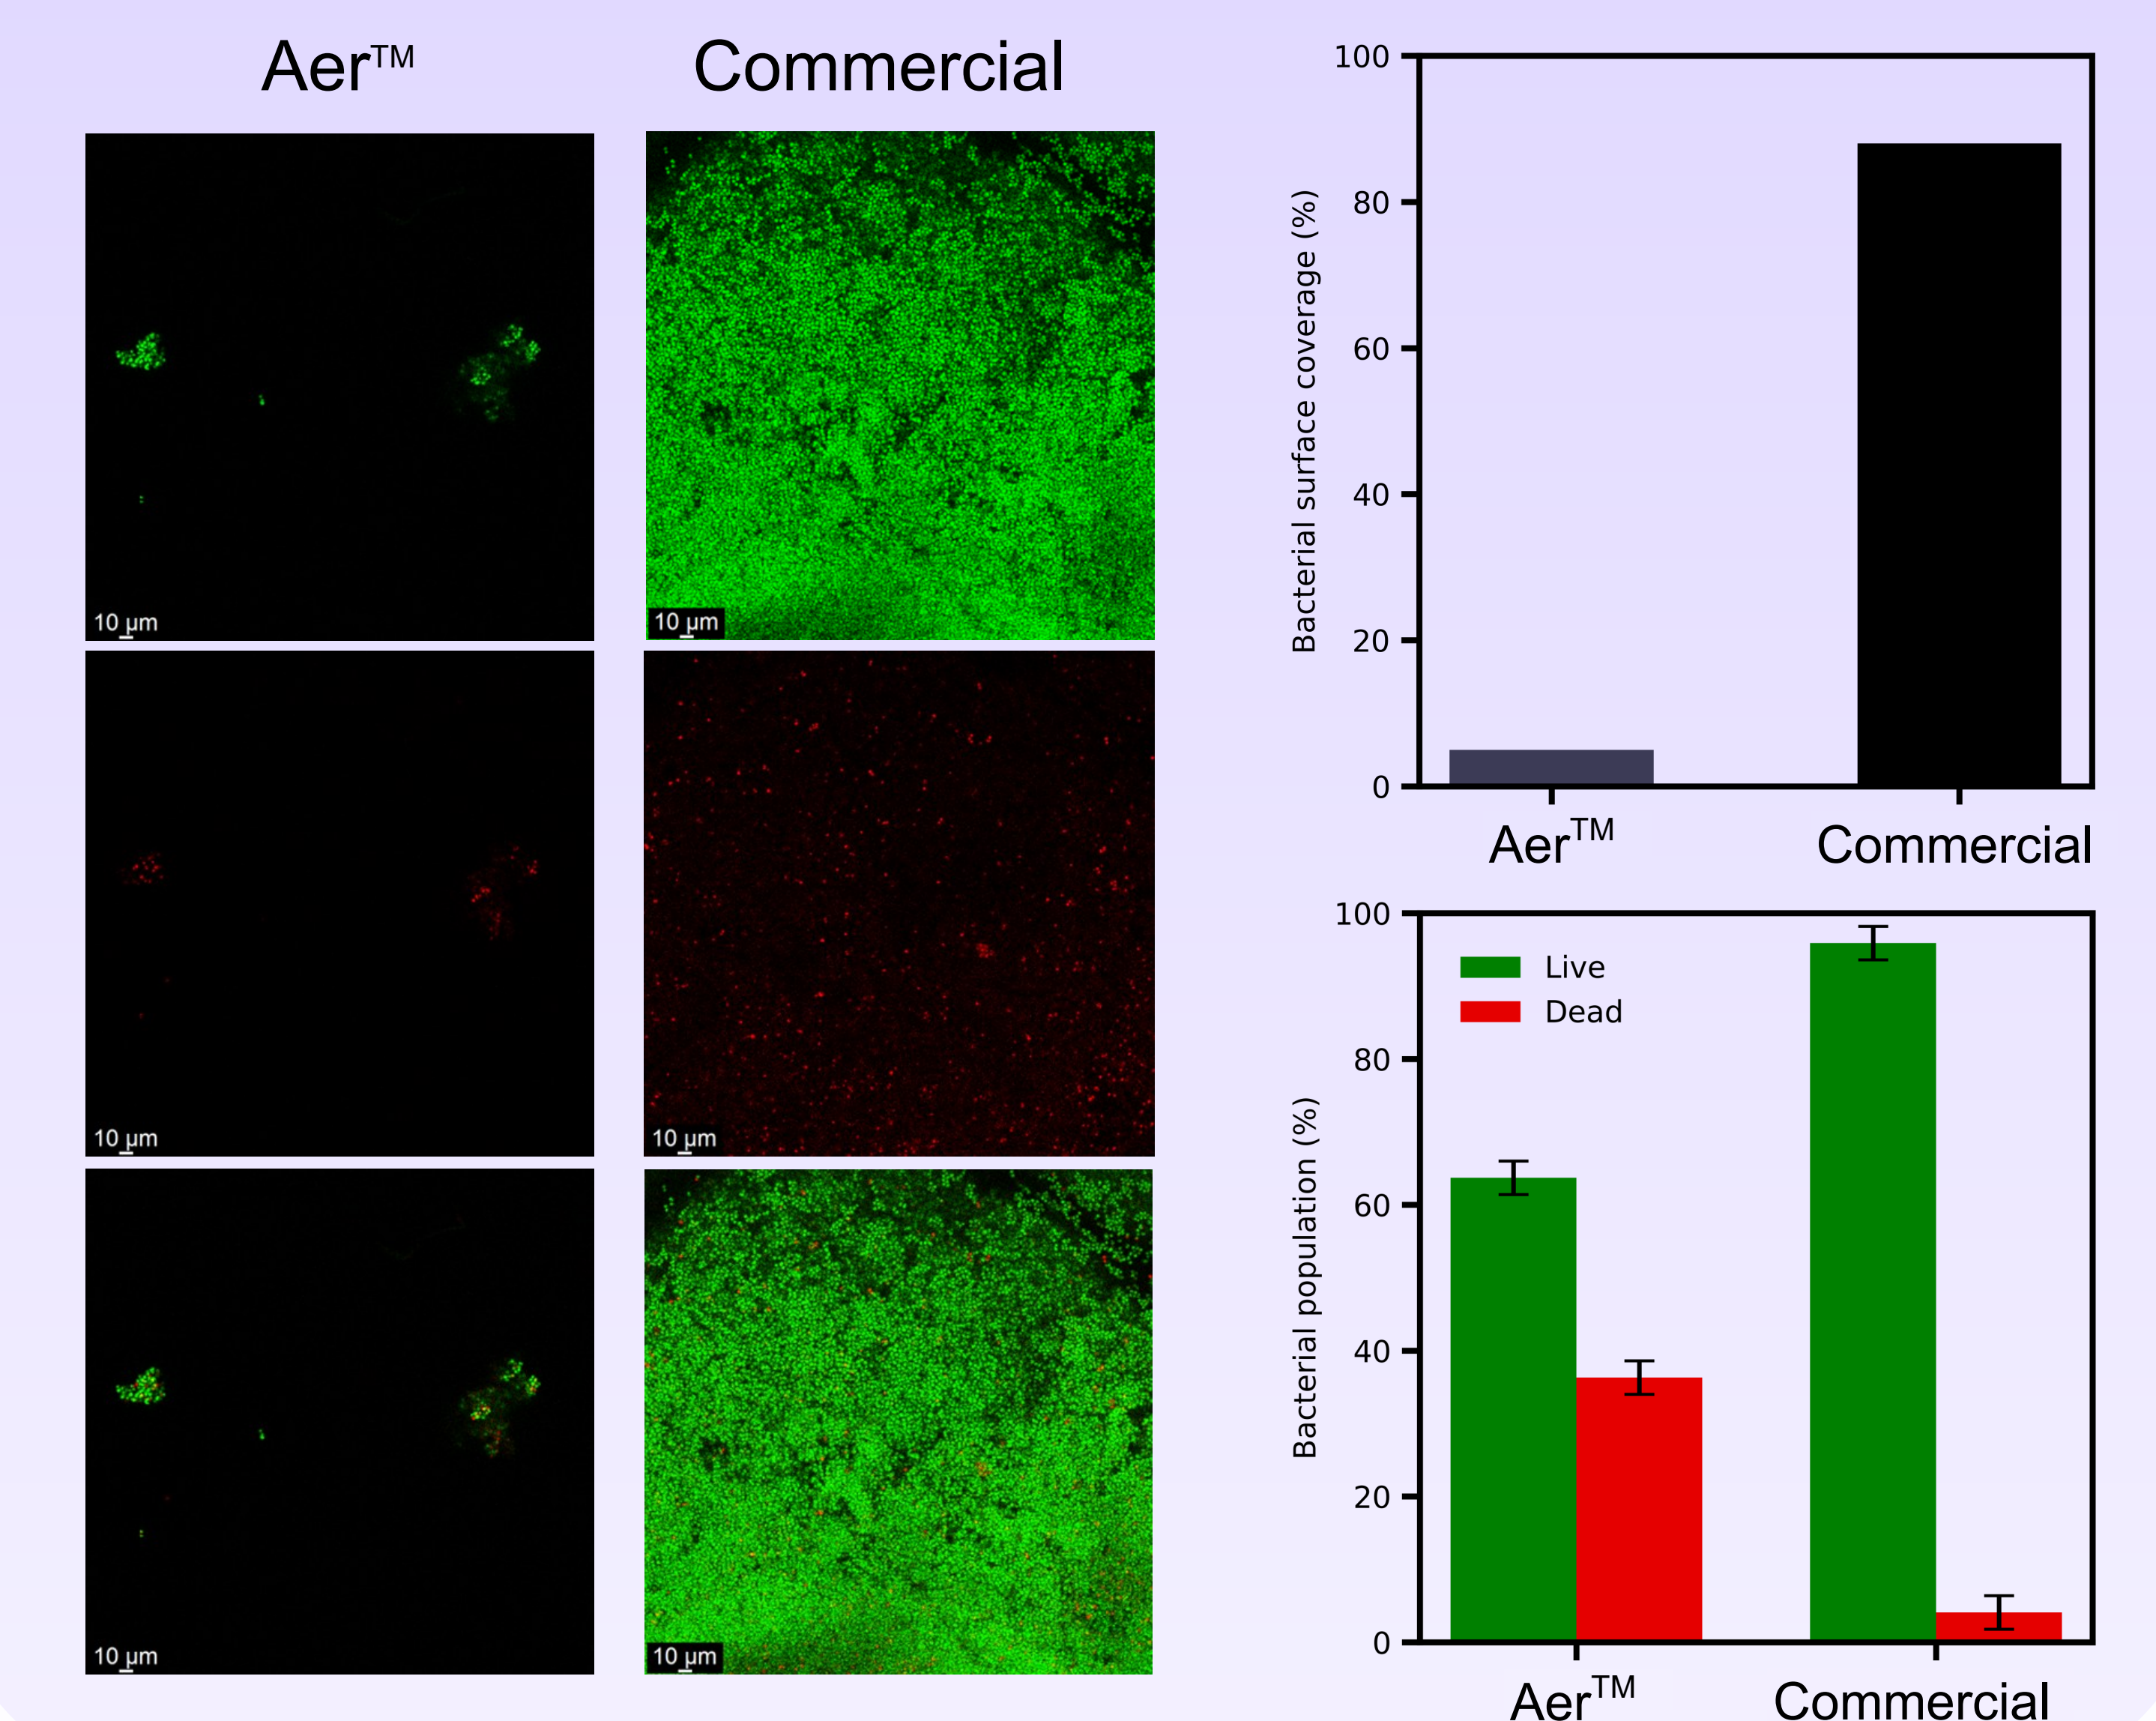 Aer™
Commercial
10 µm
10 µm
10 µm
10 µm
10 µm
10 µm
100
80
60
40
20
0
Bacterial surface coverage (%)
Aer™
Commercial
100
80
60
40
20
0
Bacterial population (%)
Live
Dead
Aer™
Commercial